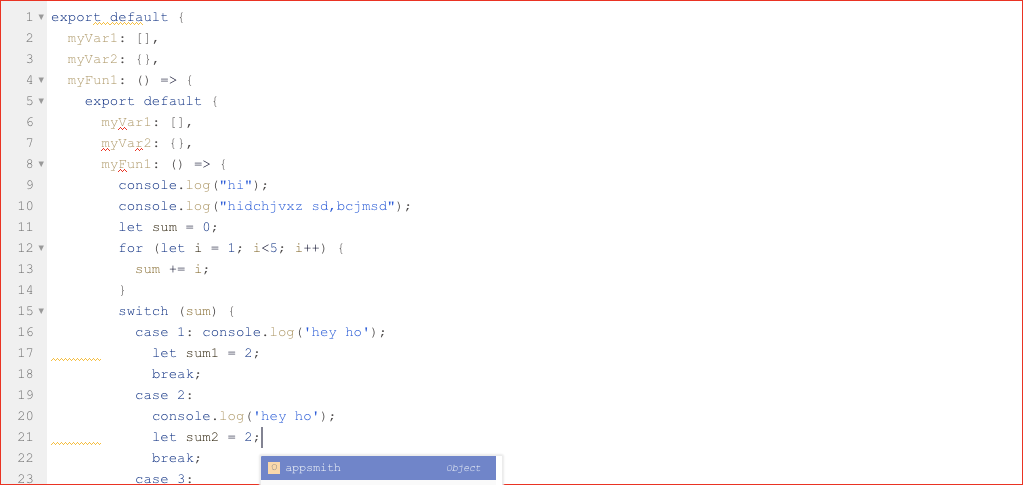 1 ▾ export default {
2 myVar1: [],
3 myVar2: {},
4 ▾ myFun1: () => {
5 ▾ export default {
6 myVar1: [],
7 myVar2: {},
8 ▾ myFun1: () => {
9 console.log("hi");
10 console.log("hidchjvxz sd,bcjmsd");
11 let sum = 0;
12 ▾ for (let i = 1; i<5; i++) {
13 sum += i;
14 }
15 ▾ switch (sum) {
16 case 1: console.log('hey ho');
17 let sum1 = 2;
18 break;
19 case 2:
20 console.log('hey ho');
21 let sum2 = 2;
22 break;
O appsmith Object
23 case 3: